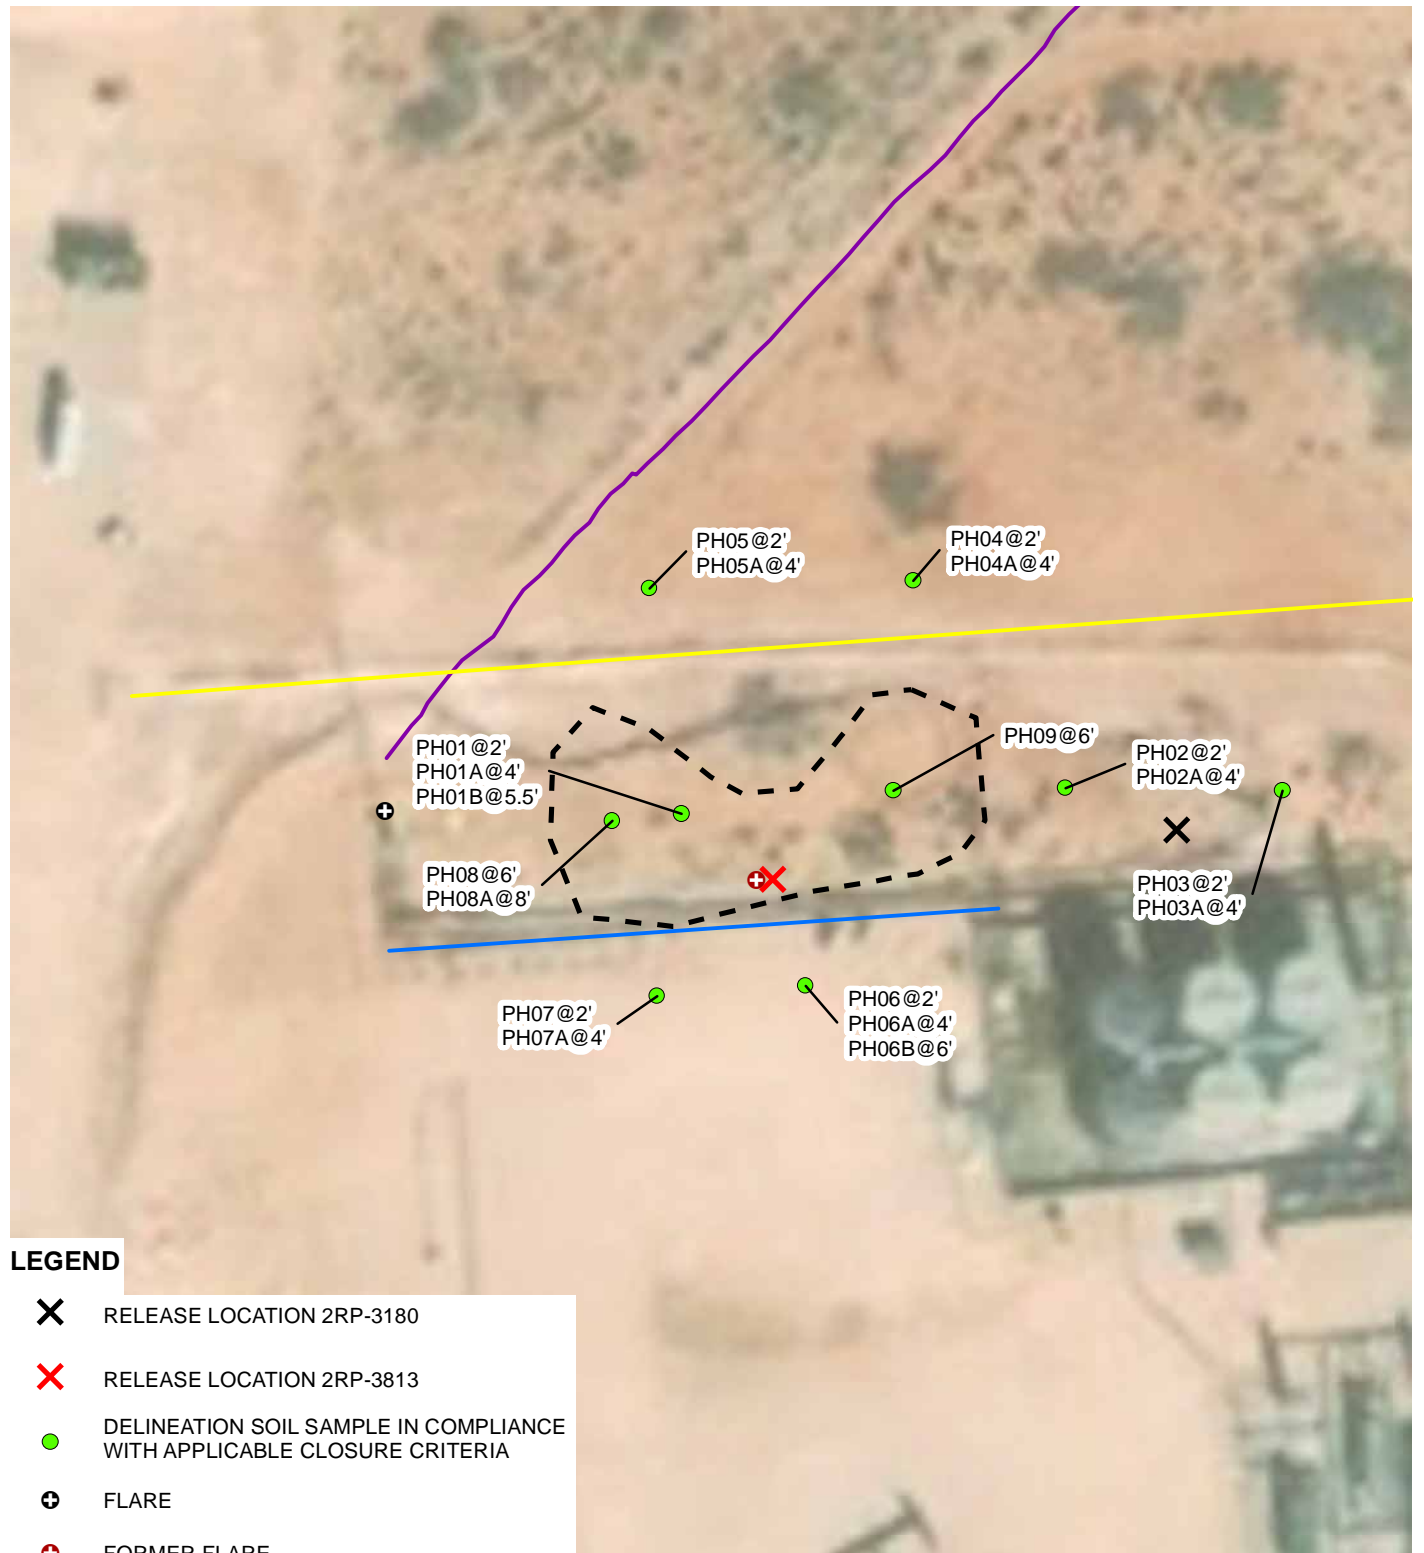 PH05@2'
PH05A@4'
PH04@2'
PH04A@4'
PH01@2'
PH01A@4'
PH01B@5.5'
PH09@6'
PH02@2'
PH02A@4'
PH08@6'
PH08A@8'
PH03@2'
PH03A@4'
PH07@2'
PH07A@4'
PH06@2'
PH06A@4'
PH06B@6'
LEGEND
RELEASE LOCATION 2RP-3180
RELEASE LOCATION 2RP-3813
DELINEATION SOIL SAMPLE IN COMPLIANCE
WITH APPLICABLE CLOSURE CRITERIA
FLARE
FORMER FLARE